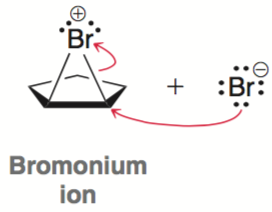 ⊕
Br
+ :Br: ⊖
Bromonium
ion